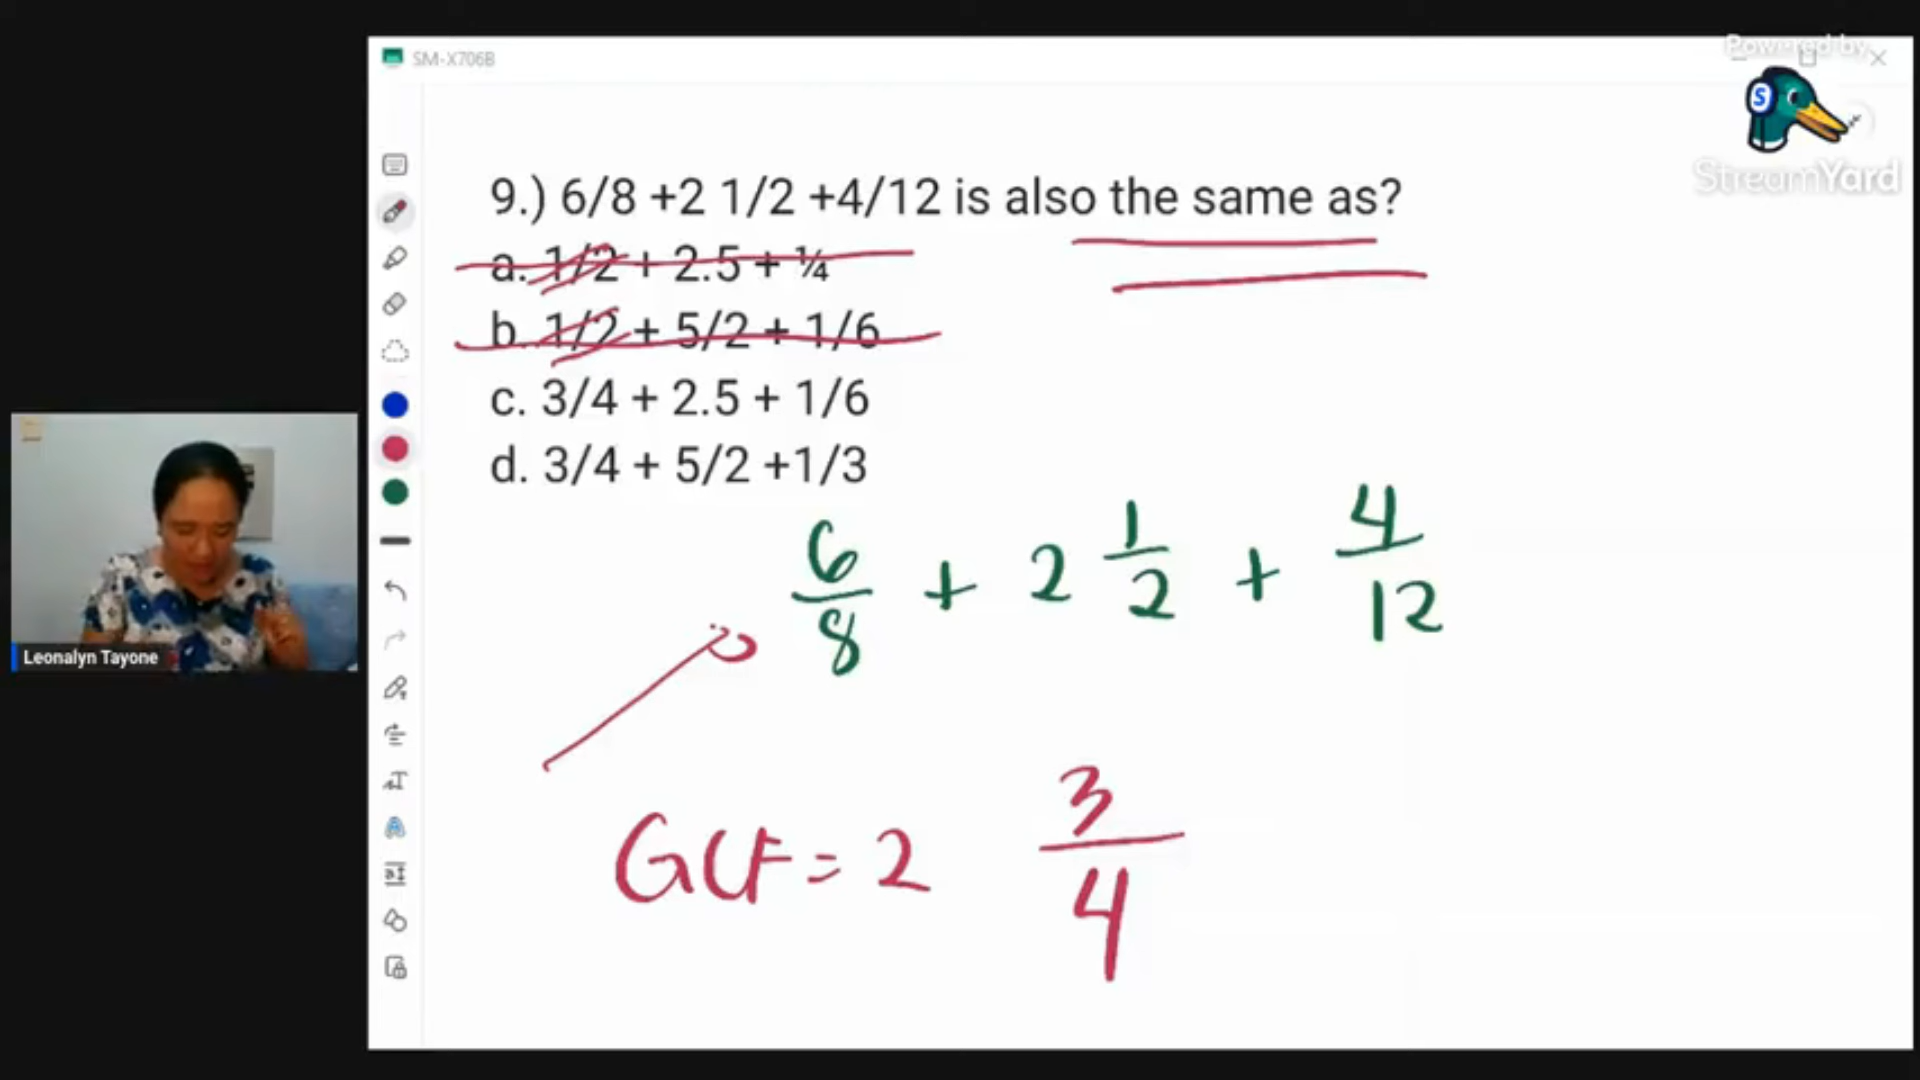 SM-X706B
Powered by
StreamYard
9.) 6/8 +2 1/2 +4/12 is also the same as?
a. 1/2 + 2.5 + ¼
b. 1/2 + 5/2 + 1/6
c. 3/4 + 2.5 + 1/6
d. 3/4 + 5/2 +1/3
6/8 + 2 1/2 + 4/12
GCF = 2 3/4
Leonalyn Tayone